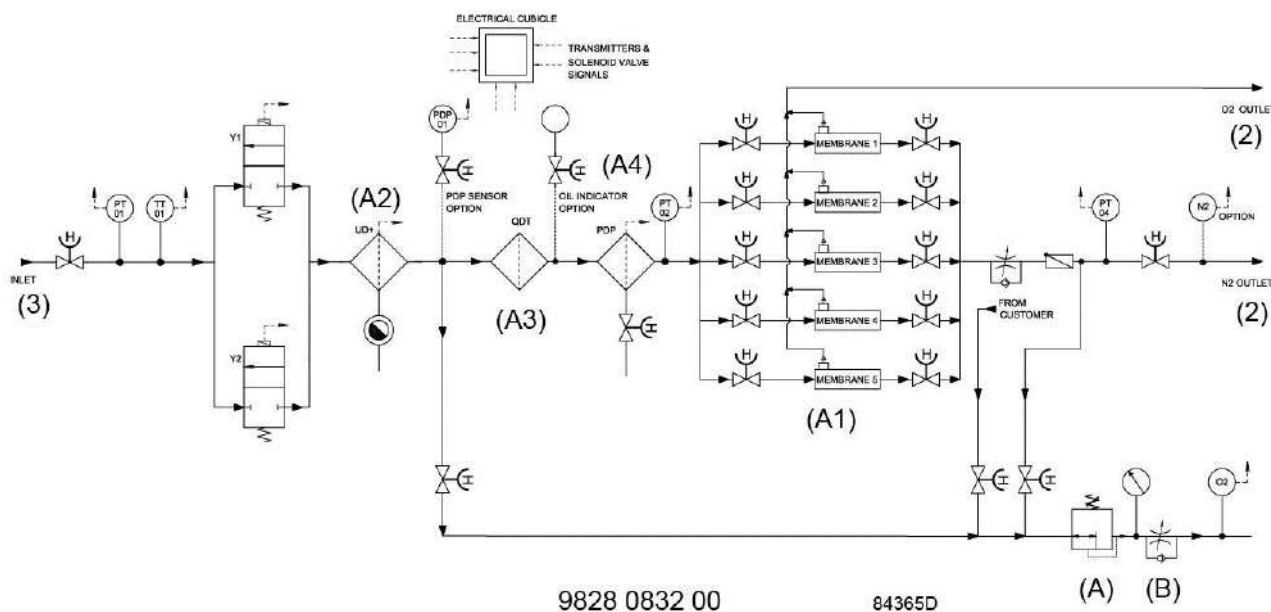 ELECTRICAL CUBICLE
TRANSMITTERS &
SOLENOID VALVE
SIGNALS
O2 OUTLET
(2)
Y1
PDP
01
H
(A4)
PDP SENSOR
OPTION
OIL INDICATOR
OPTION
H
MEMBRANE 1
H
H
MEMBRANE 2
H
H
MEMBRANE 3
H
H
MEMBRANE 4
H
H
MEMBRANE 5
H
(A1)
H
INLET
(3)
PT
01
TT
01
(A2)
UD+
QDT
(A3)
PDP
PT
02
H
H
H
PT
04
H
N2
OPTION
N2 OUTLET
(2)
FROM
CUSTOMER
Y2
H
H
H
O2
(A)
(B)
9828 0832 00
84365D